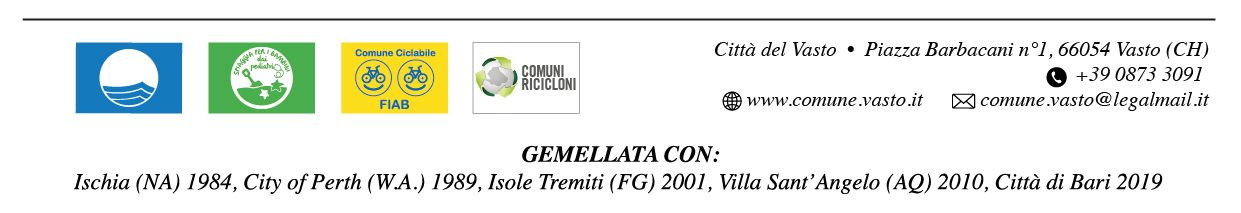 SPIAGGIA PER I BAMBINI
dai
pediatri
Comune Ciclabile
FIAB
COMUNI
RICICLONI
Città del Vasto • Piazza Barbacani n°1, 66054 Vasto (CH)
+39 0873 3091
www.comune.vasto.it comune.vasto@legalmail.it
GEMELLATA CON:
Ischia (NA) 1984, City of Perth (W.A.) 1989, Isole Tremiti (FG) 2001, Villa Sant'Angelo (AQ) 2010, Città di Bari 2019